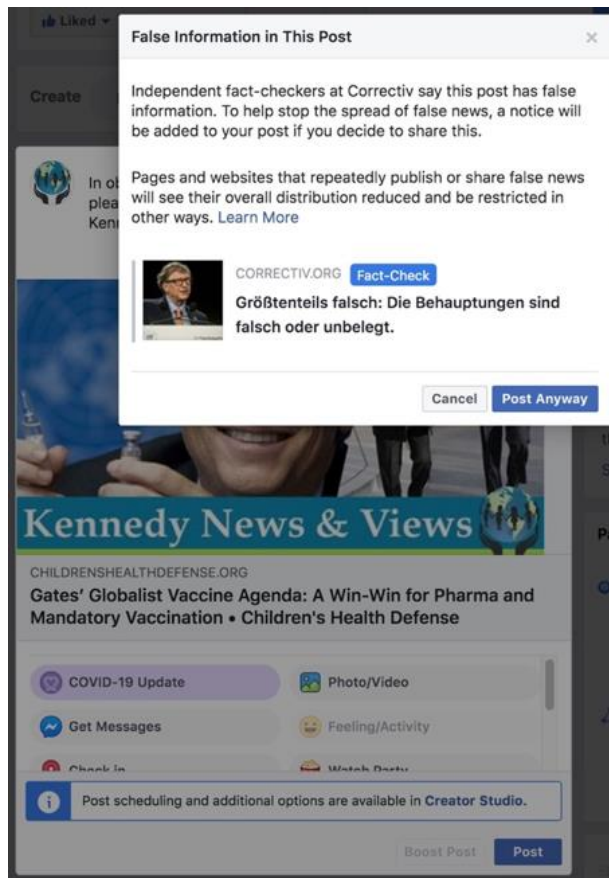 Liked
False Information in This Post
Independent fact-checkers at Correctiv say this post has false
information. To help stop the spread of false news, a notice will
be added to your post if you decide to share this.
Pages and websites that repeatedly publish or share false news
will see their overall distribution reduced and be restricted in
other ways. Learn More
CORRECTIV.ORG Fact-Check
Größtenteils falsch: Die Behauptungen sind
falsch oder unbelegt.
Cancel Post Anyway
Create
In
Kennedy News & Views
CHILDRENSHEALTHDEFENSE.ORG
Gates' Globalist Vaccine Agenda: A Win-Win for Pharma and
Mandatory Vaccination • Children's Health Defense
COVID-19 Update
Photo/Video
Get Messages
Feeling/Activity
Check in
Watch Party
Post scheduling and additional options are available in Creator Studio.
Boost Post Post